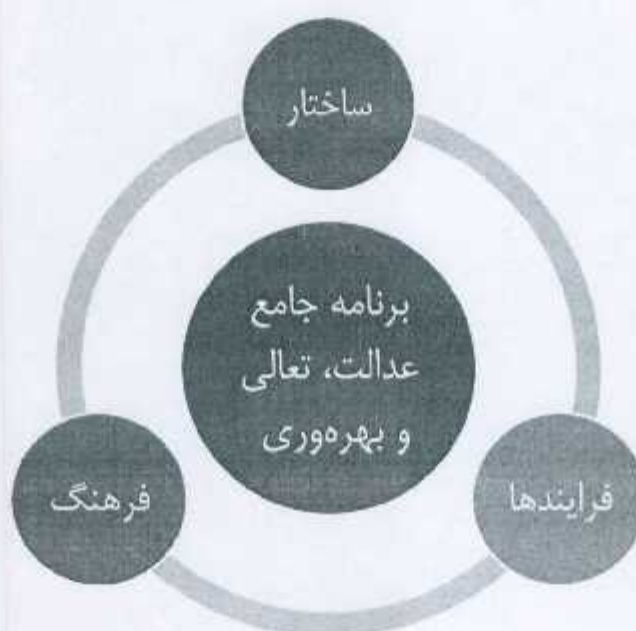 ساختار
برنامه جامع
عدالت، تعالی
و بهره‌وری
فرایندها
فرهنگ